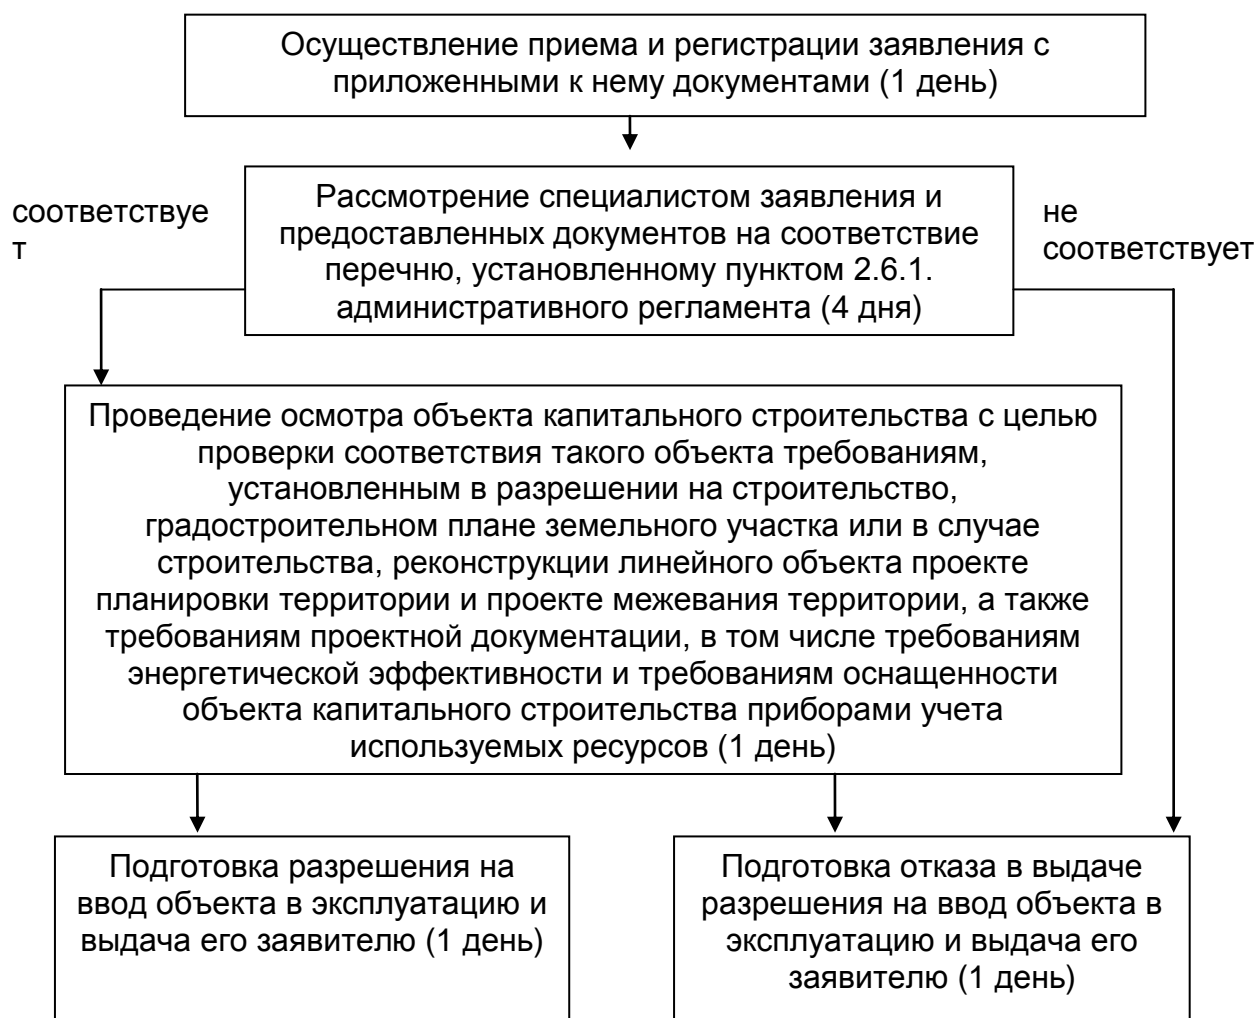 Осуществление приема и регистрации заявления с
приложенными к нему документами (1 день)
соответствуе
т
Рассмотрение специалистом заявления и
предоставленных документов на соответствие
перечню, установленному пунктом 2.6.1.
административного регламента (4 дня)
не
соответствует
Проведение осмотра объекта капитального строительства с целью
проверки соответствия такого объекта требованиям,
установленным в разрешении на строительство,
градостроительном плане земельного участка или в случае
строительства, реконструкции линейного объекта проекте
планировки территории и проекте межевания территории, а также
требованиям проектной документации, в том числе требованиям
энергетической эффективности и требованиям оснащенности
объекта капитального строительства приборами учета
используемых ресурсов (1 день)
Подготовка разрешения на
ввод объекта в эксплуатацию и
выдача его заявителю (1 день)
Подготовка отказа в выдаче
разрешения на ввод объекта в
эксплуатацию и выдача его
заявителю (1 день)